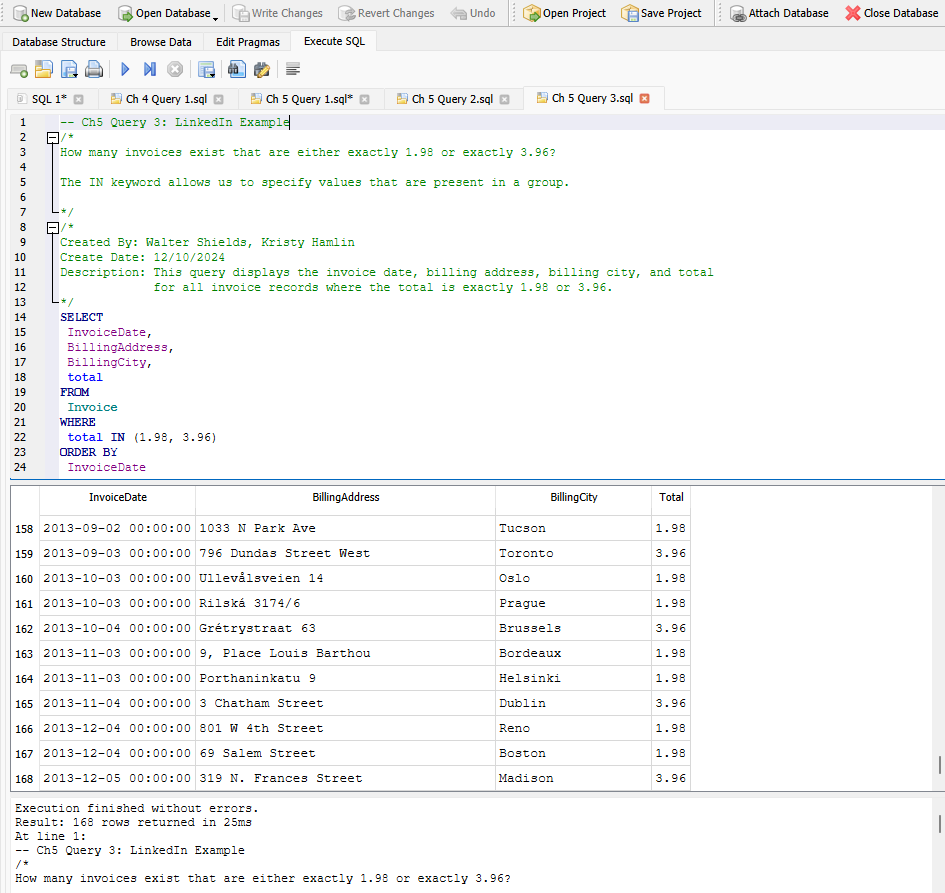 New Database Open Database Write Changes Revert Changes Undo Open Project Save Project Attach Database Close Database
Database Structure Browse Data Edit Pragmas Execute SQL
SQL 1* Ch 4 Query 1.sql Ch 5 Query 1.sql* Ch 5 Query 2.sql Ch 5 Query 3.sql
1 -- Ch5 Query 3: LinkedIn Example
2 /*
3 How many invoices exist that are either exactly 1.98 or exactly 3.96?
4
5 The IN keyword allows us to specify values that are present in a group.
6
7 */
8 /*
9 Created By: Walter Shields, Kristy Hamlin
10 Create Date: 12/10/2024
11 Description: This query displays the invoice date, billing address, billing city, and total
12 for all invoice records where the total is exactly 1.98 or 3.96.
13 */
14 SELECT
15 InvoiceDate,
16 BillingAddress,
17 BillingCity,
18 total
19 FROM
20 Invoice
21 WHERE
22 total IN (1.98, 3.96)
23 ORDER BY
24 InvoiceDate
InvoiceDate BillingAddress BillingCity Total
158 2013-09-02 00:00:00 1033 N Park Ave Tucson 1.98
159 2013-09-03 00:00:00 796 Dundas Street West Toronto 3.96
160 2013-10-03 00:00:00 Ullevålsveien 14 Oslo 1.98
161 2013-10-03 00:00:00 Rilská 3174/6 Prague 1.98
162 2013-10-04 00:00:00 Grétrystraat 63 Brussels 3.96
163 2013-11-03 00:00:00 9, Place Louis Barthou Bordeaux 1.98
164 2013-11-03 00:00:00 Porthaninkatu 9 Helsinki 1.98
165 2013-11-04 00:00:00 3 Chatham Street Dublin 3.96
166 2013-12-04 00:00:00 801 W 4th Street Reno 1.98
167 2013-12-04 00:00:00 69 Salem Street Boston 1.98
168 2013-12-05 00:00:00 319 N. Frances Street Madison 3.96
Execution finished without errors.
Result: 168 rows returned in 25ms
At line 1:
-- Ch5 Query 3: LinkedIn Example
/*
How many invoices exist that are either exactly 1.98 or exactly 3.96?